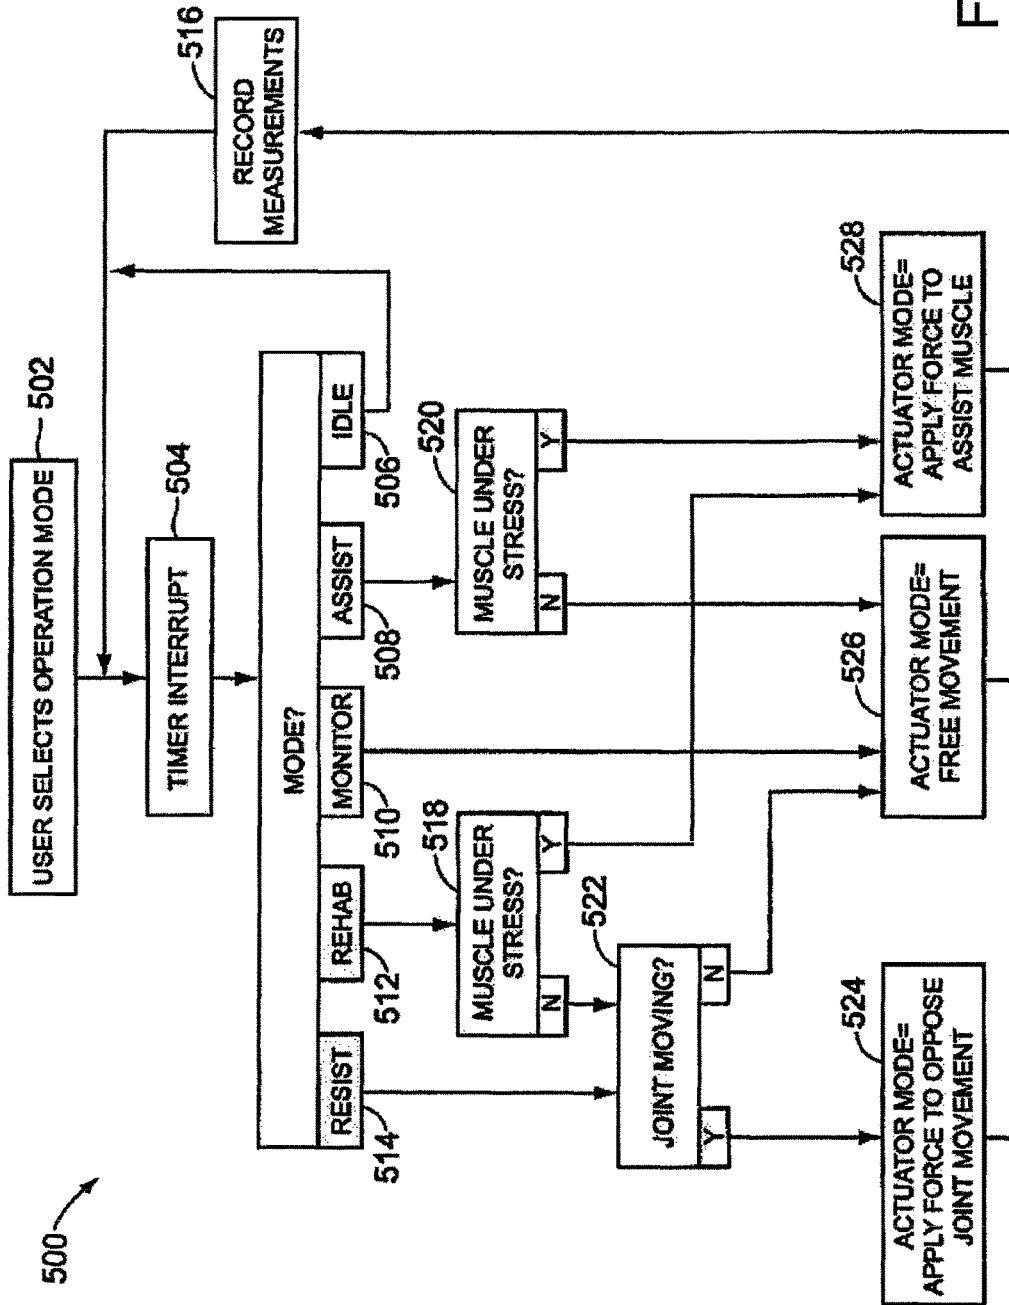 500
USER SELECTS OPERATION MODE
502
TIMER INTERRUPT
504
MODE?
RESIST
REHAB
MONITOR
ASSIST
IDLE
514
512
510
508
506
RECORD
MEASUREMENTS
516
MUSCLE UNDER
STRESS?
N
Y
518
MUSCLE UNDER
STRESS?
N
Y
520
JOINT MOVING?
Y
N
522
ACTUATOR MODE=
APPLY FORCE TO OPPOSE
JOINT MOVEMENT
524
ACTUATOR MODE=
FREE MOVEMENT
526
ACTUATOR MODE=
APPLY FORCE TO
ASSIST MUSCLE
528
F